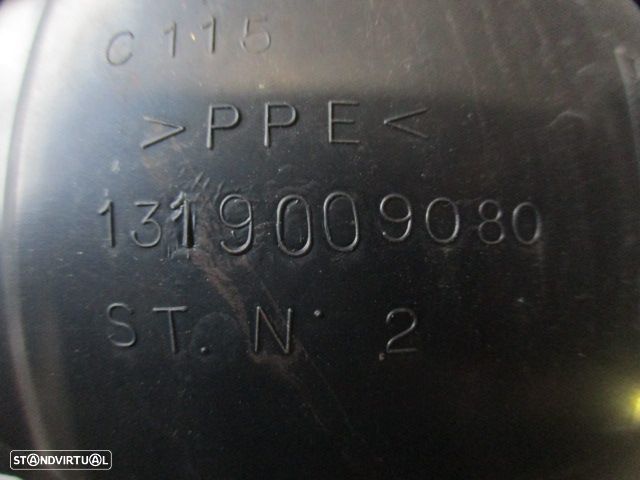 C 115
>PPE<
1319009080
ST. N° 2
STANDVIRTUAL